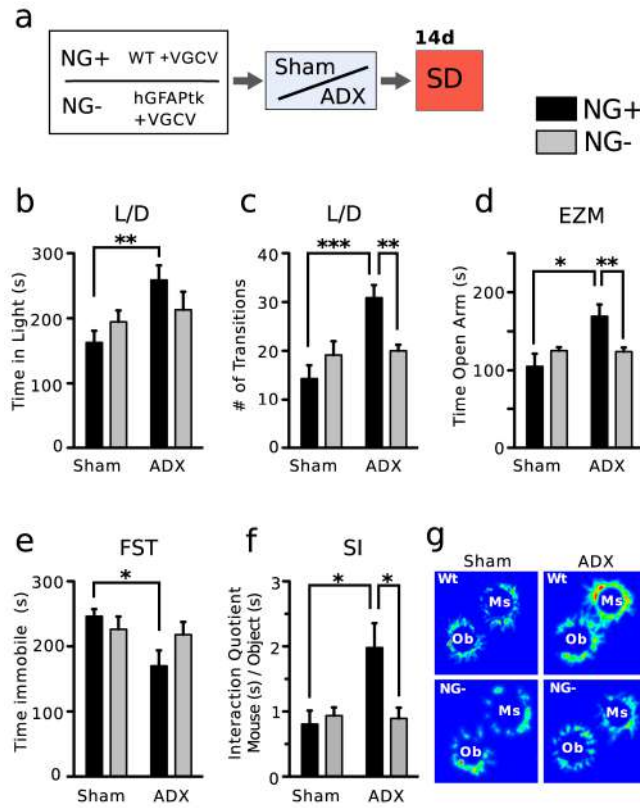 a
NG+ WT +VGCV
NG- hGFAPtk
+VGCV
Sham
ADX
14d
SD
NG+
NG-
b
L/D
**
Time in Light (s)
300
200
100
0
Sham ADX
c
L/D
*** **
# of Transitions
40
30
20
10
0
Sham ADX
d
EZM
* **
Time Open Arm (s)
200
100
0
Sham ADX
e
FST
*
Time immobile (s)
300
200
200
0
Sham ADX
f
SI
* *
Interaction Quotient
Mouse (s) / Object (s)
3
2
1
0
Sham ADX
g
Sham ADX
Wt
Ms
Ob
Wt
Ms
Ob
NG-
Ms
Ob
NG-
Ms
Ob